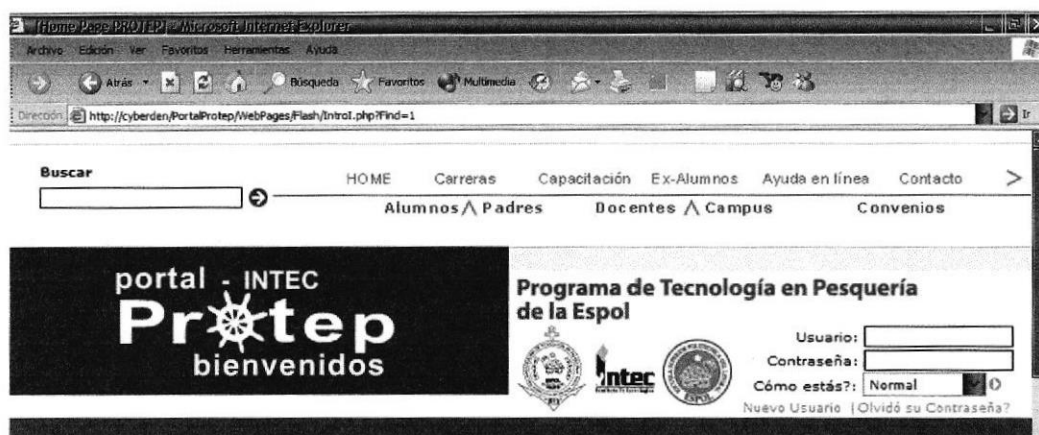 [Home Page PROTEP] - Microsoft Internet Explorer
Archivo Edición Ver Favoritos Herramientas Ayuda
Atrás Búsqueda Favoritos Multimedia
Dirección http://cyberden/PortalProtep/WebPages/Flash/IntroI.php?Find=1 Ir
Buscar
HOME Carreras Capacitación Ex-Alumnos Ayuda en línea Contacto >
Alumnos Padres Docentes Campus Convenios
portal - INTEC
Protep
bienvenidos
Programa de Tecnología en Pesquería
de la Espol
Usuario:
Contraseña:
Cómo estás?: Normal
Nuevo Usuario | Olvidó su Contraseña?
intec
ESPOL